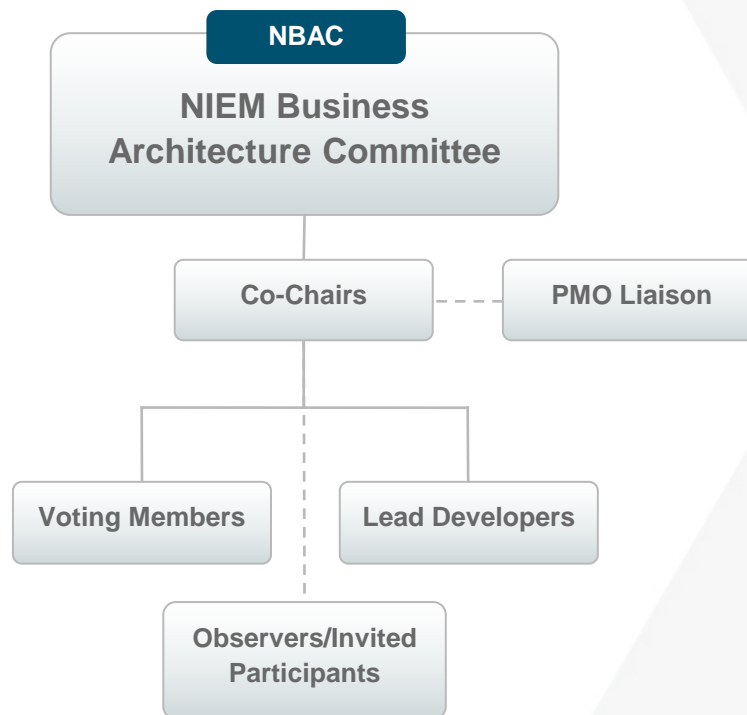 NBAC
NIEM Business
Architecture Committee
Co-Chairs
PMO Liaison
Voting Members
Lead Developers
Observers/Invited
Participants